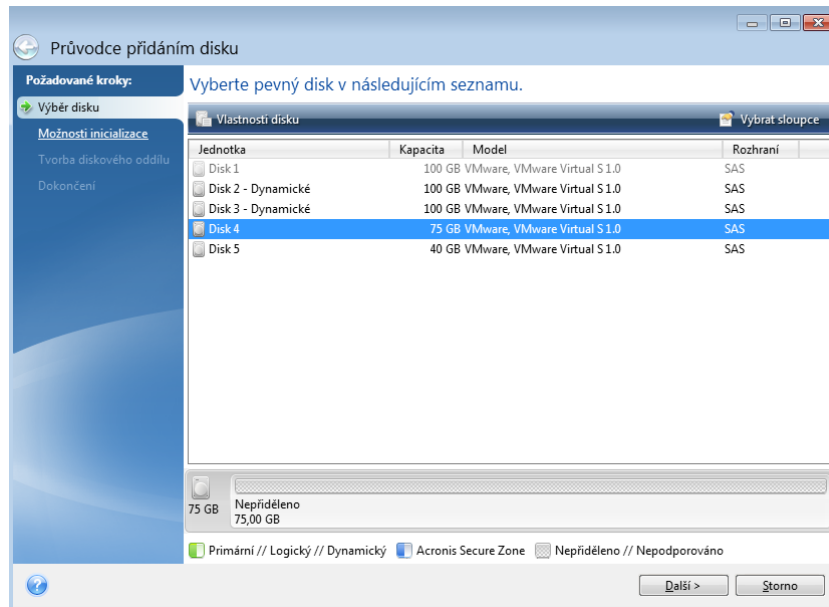 Průvodce přidáním disku
Požadované kroky:
Výběr disku
Možnosti inicializace
Tvorba diskového oddílu
Dokončení
Vyberte pevný disk v následujícím seznamu.
Vlastnosti disku Vybrat sloupce
Jednotka Kapacita Model Rozhraní
Disk 1 100 GB VMware, VMware Virtual S 1.0 SAS
Disk 2 - Dynamické 100 GB VMware, VMware Virtual S 1.0 SAS
Disk 3 - Dynamické 100 GB VMware, VMware Virtual S 1.0 SAS
Disk 4 75 GB VMware, VMware Virtual S 1.0 SAS
Disk 5 40 GB VMware, VMware Virtual S 1.0 SAS
75 GB Nepřiděleno
75,00 GB
Primární // Logický // Dynamický Acronis Secure Zone Nepřiděleno // Nepodporováno
? Další > Storno